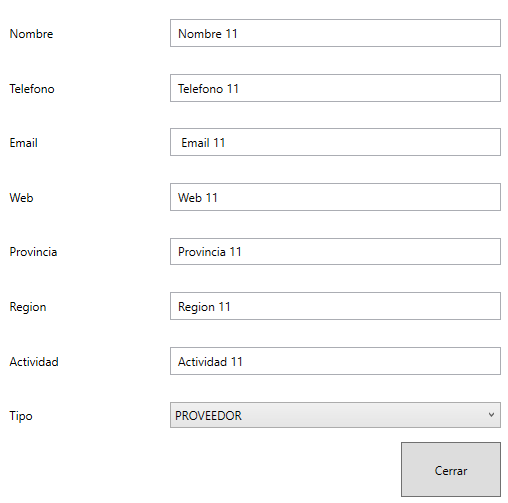 Nombre Nombre 11
Telefono Telefono 11
Email Email 11
Web Web 11
Provincia Provincia 11
Region Region 11
Actividad Actividad 11
Tipo PROVEEDOR
Cerrar